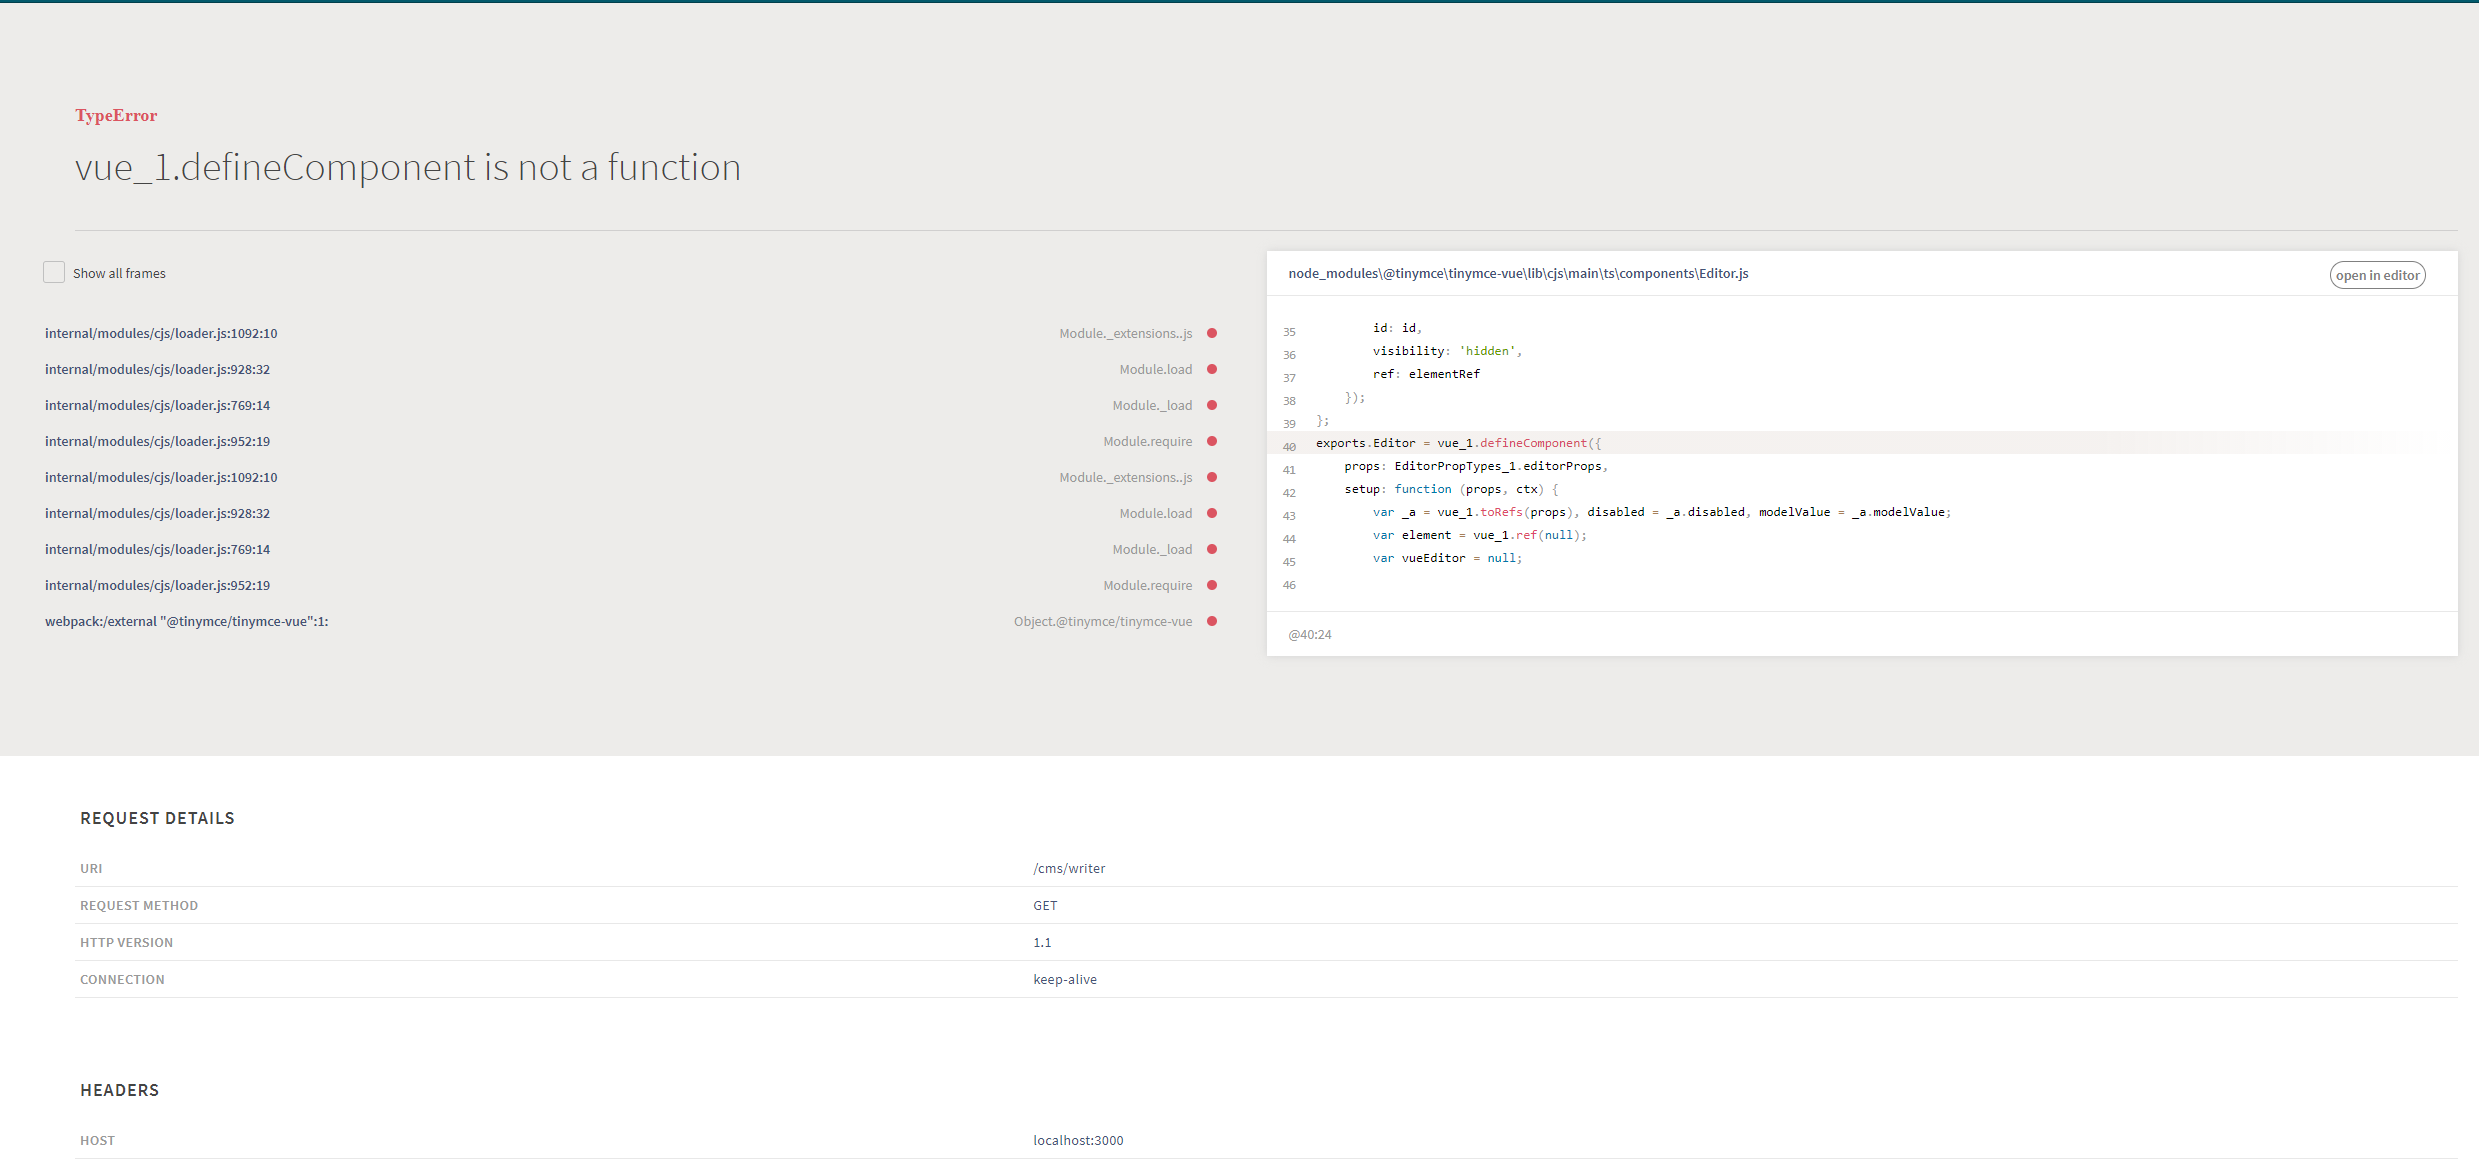 TypeError
vue_1.defineComponent is not a function
Show all frames
internal/modules/cjs/loader.js:1092:10 Module._extensions..js
internal/modules/cjs/loader.js:928:32 Module.load
internal/modules/cjs/loader.js:769:14 Module._load
internal/modules/cjs/loader.js:952:19 Module.require
internal/modules/cjs/loader.js:1092:10 Module._extensions..js
internal/modules/cjs/loader.js:928:32 Module.load
internal/modules/cjs/loader.js:769:14 Module._load
internal/modules/cjs/loader.js:952:19 Module.require
webpack:/external "@tinymce/tinymce-vue":1: Object.@tinymce/tinymce-vue
node_modules\@tinymce\tinymce-vue\lib\cjs\main\ts\components\Editor.js open in editor
35 id: id,
36 visibility: 'hidden',
37 ref: elementRef
38 });
39 };
40 exports.Editor = vue_1.defineComponent({
41 props: EditorPropTypes_1.editorProps,
42 setup: function (props, ctx) {
43 var _a = vue_1.toRefs(props), disabled = _a.disabled, modelValue = _a.modelValue;
44 var element = vue_1.ref(null);
45 var vueEditor = null;
46
@40:24
REQUEST DETAILS
URI /cms/writer
REQUEST METHOD GET
HTTP VERSION 1.1
CONNECTION keep-alive
HEADERS
HOST localhost:3000